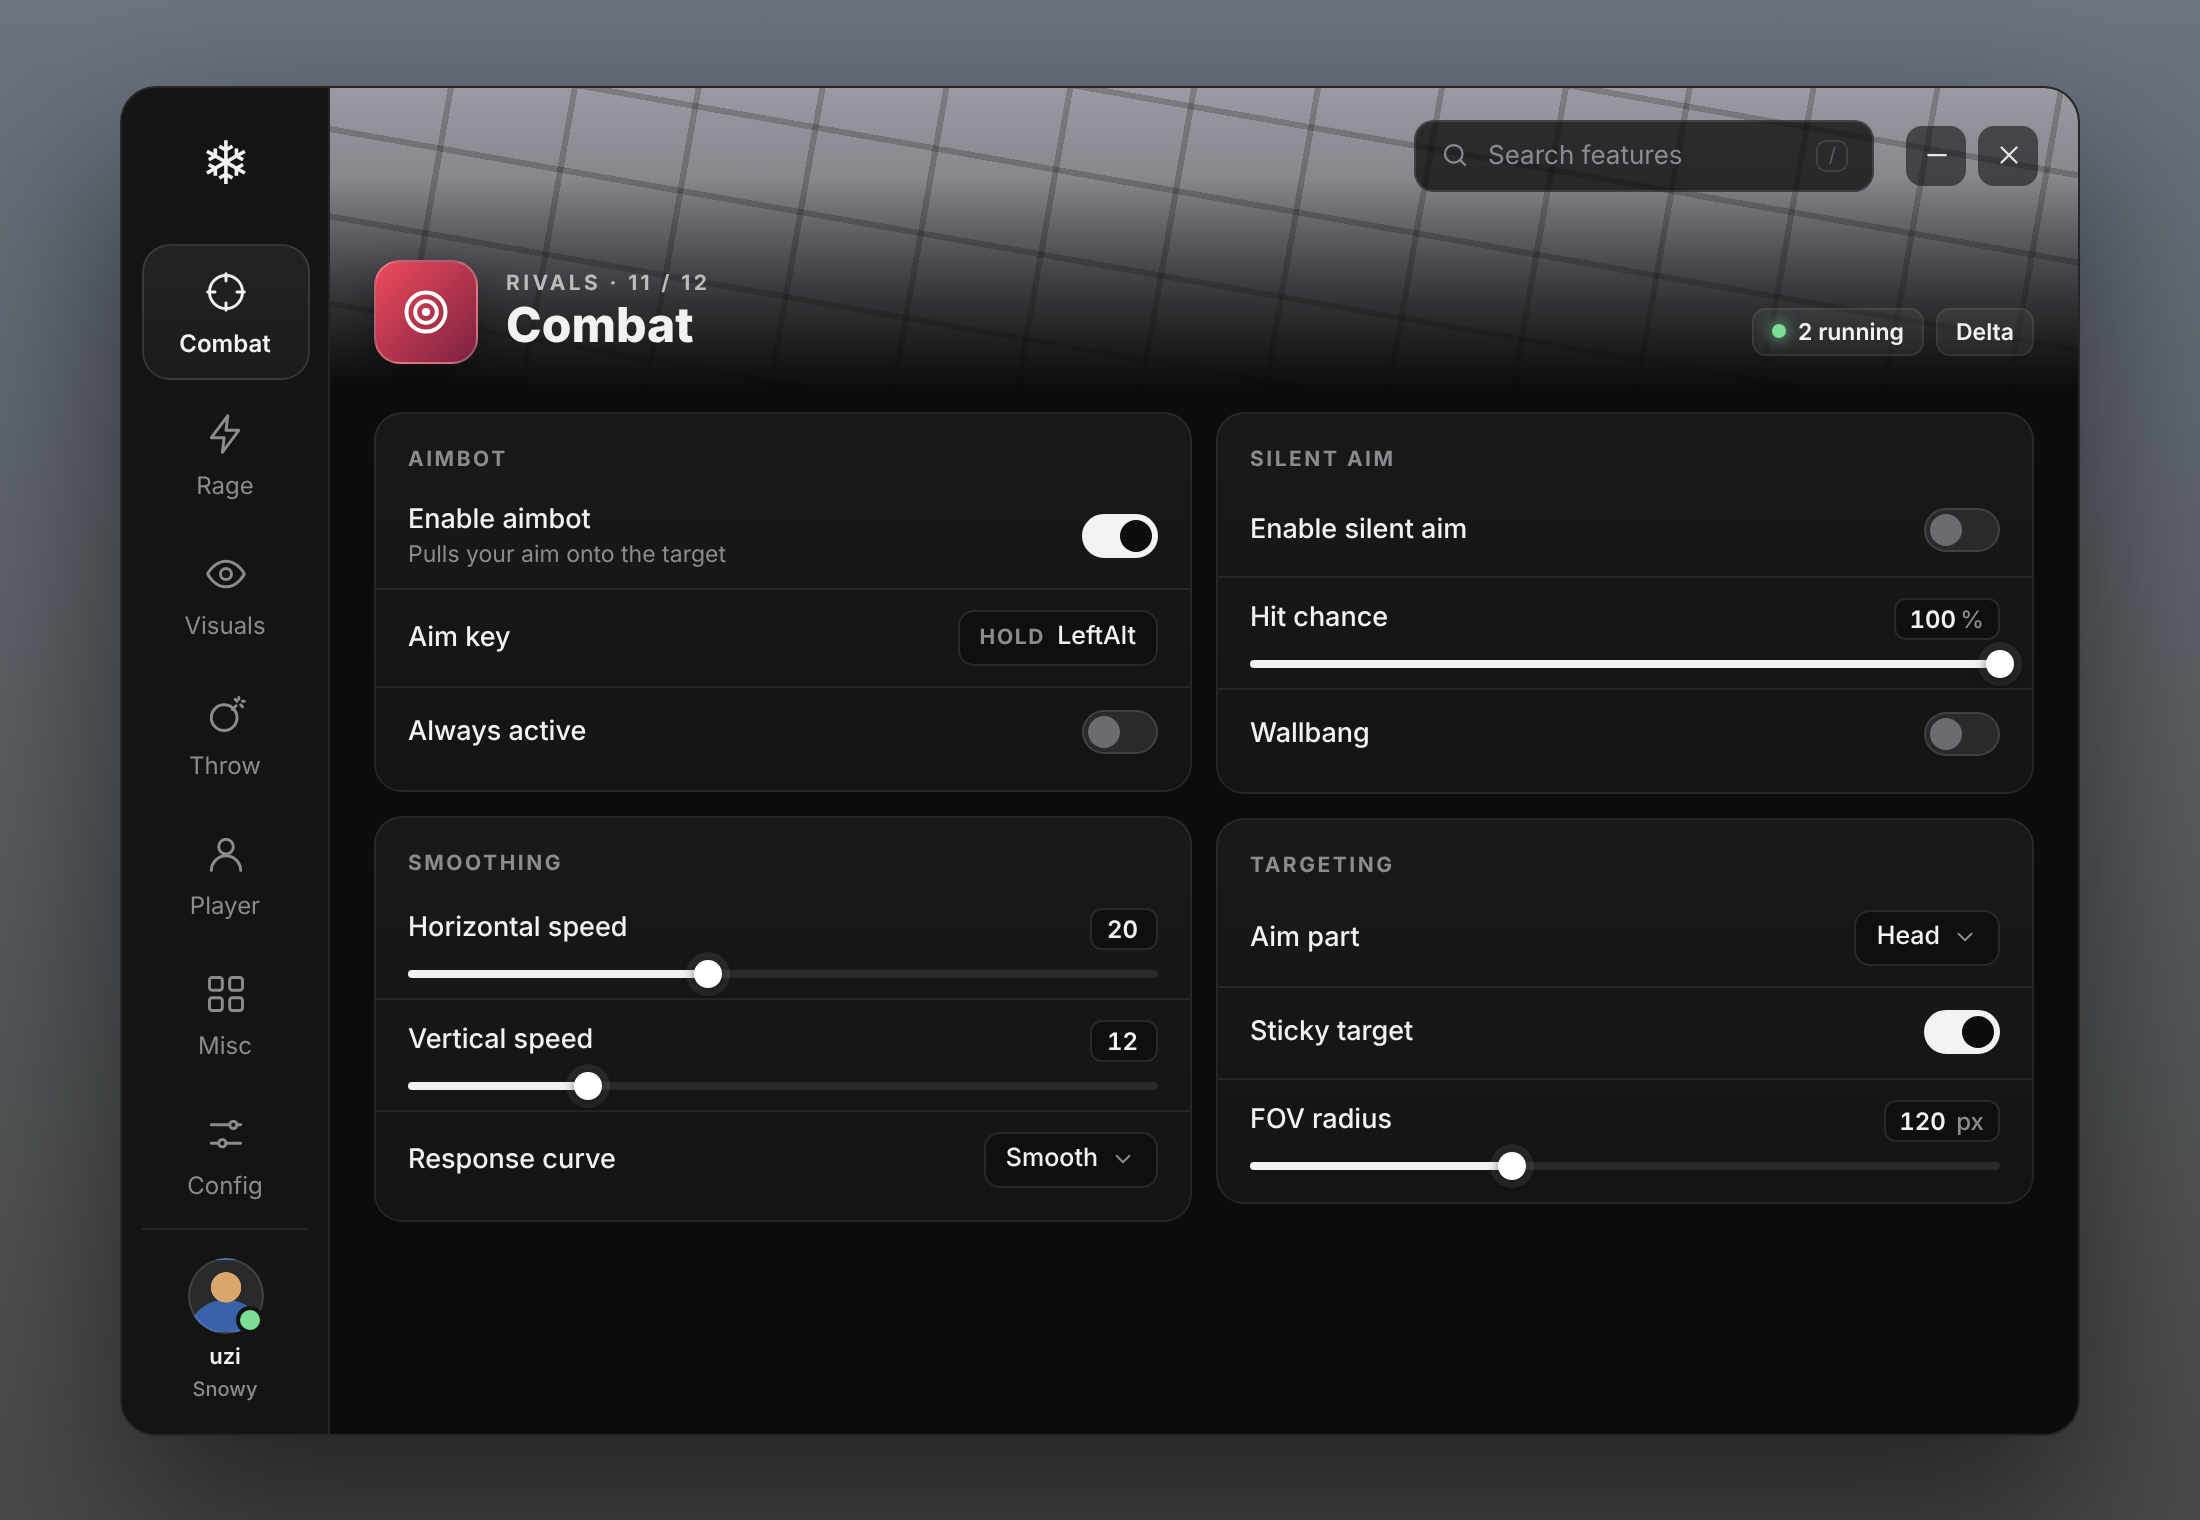 Search features /
RIVALS · 11 / 12
Combat
2 running
Delta
Combat
Rage
Visuals
Throw
Player
Misc
Config
uzi
Snowy
AIMBOT
Enable aimbot
Pulls your aim onto the target
Aim key
HOLD LeftAlt
Always active
SMOOTHING
Horizontal speed
20
Vertical speed
12
Response curve
Smooth
SILENT AIM
Enable silent aim
Hit chance
100 %
Wallbang
TARGETING
Aim part
Head
Sticky target
FOV radius
120 px